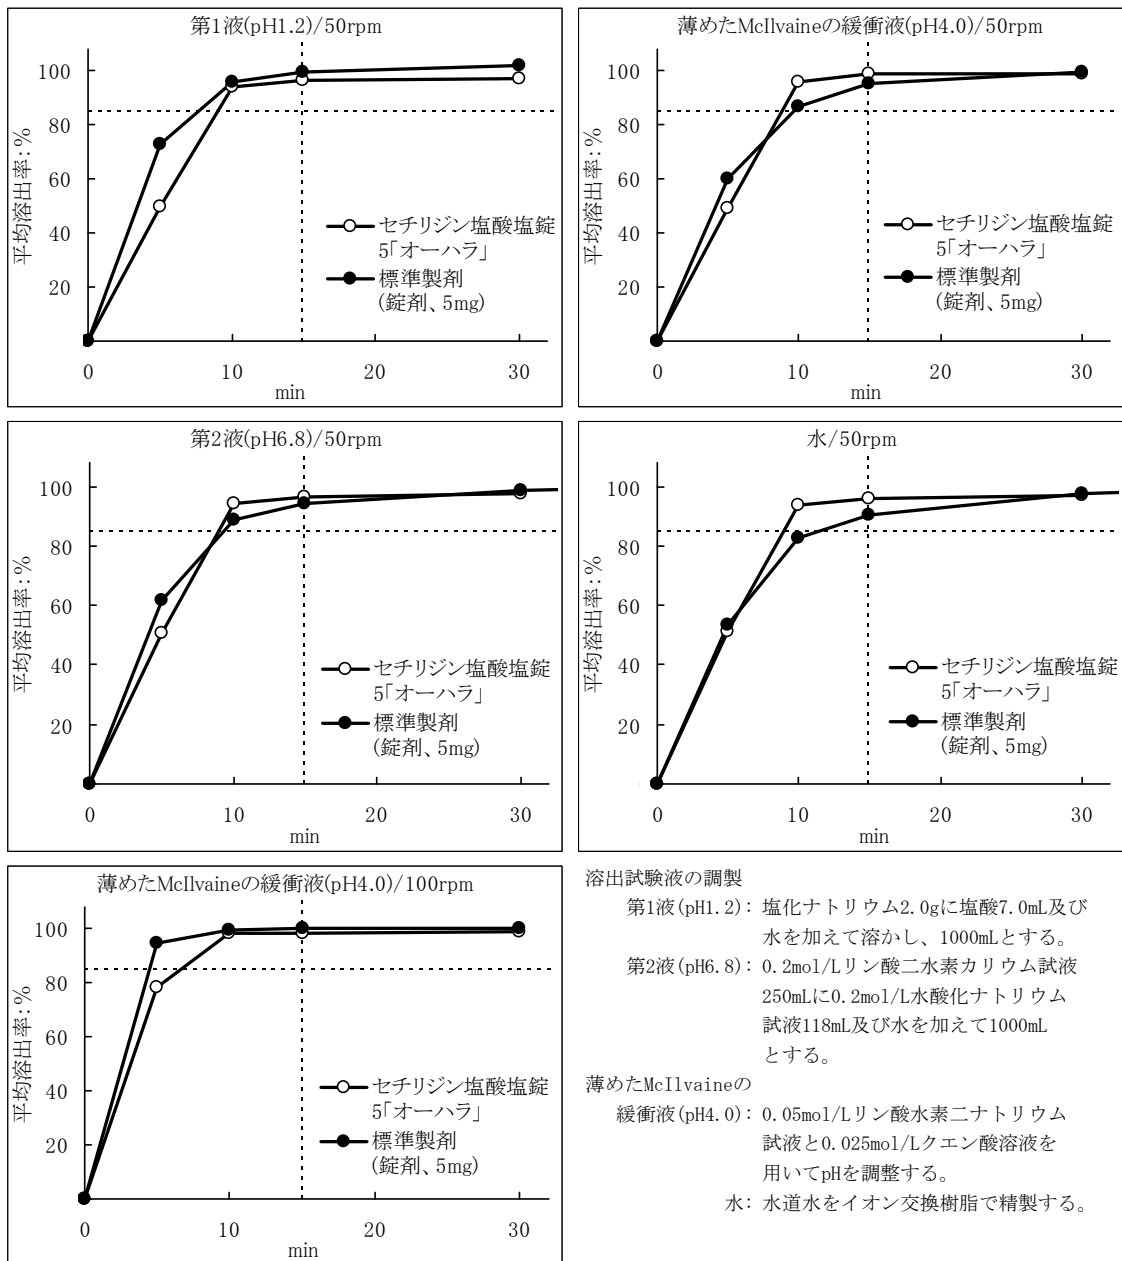 第1液(pH1.2)/50rpm
平均溶出率:%
100
80
60
40
20
0
10
20
30
min
セチリジン塩酸塩錠
5「オーハラ」
標準製剤
(錠剤、5mg)
薄めたMcIlvaineの緩衝液(pH4.0)/50rpm
平均溶出率:%
100
80
60
40
20
0
10
20
30
min
セチリジン塩酸塩錠
5「オーハラ」
標準製剤
(錠剤、5mg)
第2液(pH6.8)/50rpm
平均溶出率:%
100
80
60
40
20
0
10
20
30
min
セチリジン塩酸塩錠
5「オーハラ」
標準製剤
(錠剤、5mg)
水/50rpm
平均溶出率:%
100
80
60
40
20
0
10
20
30
min
セチリジン塩酸塩錠
5「オーハラ」
標準製剤
(錠剤、5mg)
薄めたMcIlvaineの緩衝液(pH4.0)/100rpm
平均溶出率:%
100
80
60
40
20
0
10
20
30
min
セチリジン塩酸塩錠
5「オーハラ」
標準製剤
(錠剤、5mg)
溶出試験液の調製
第1液(pH1.2): 塩化ナトリウム2.0gに塩酸7.0mL及び
水を加えて溶かし、1000mLとする。
第2液(pH6.8): 0.2mol/Lリン酸二水素カリウム試液
250mLに0.2mol/L水酸化ナトリウム
試液118mL及び水を加えて1000mL
とする。
薄めたMcIlvaineの
緩衝液(pH4.0): 0.05mol/Lリン酸水素二ナトリウム
試液と0.025mol/Lクエン酸溶液を
用いてpHを調整する。
水: 水道水をイオン交換樹脂で精製する。